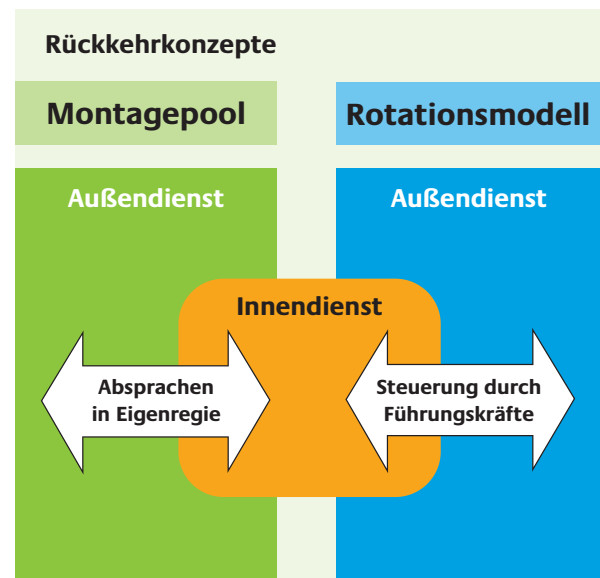 Rückkehrkonzepte
Montagepool
Rotationsmodell
Außendienst
Außendienst
Innendienst
Absprachen
in Eigenregie
Steuerung durch
Führungskräfte